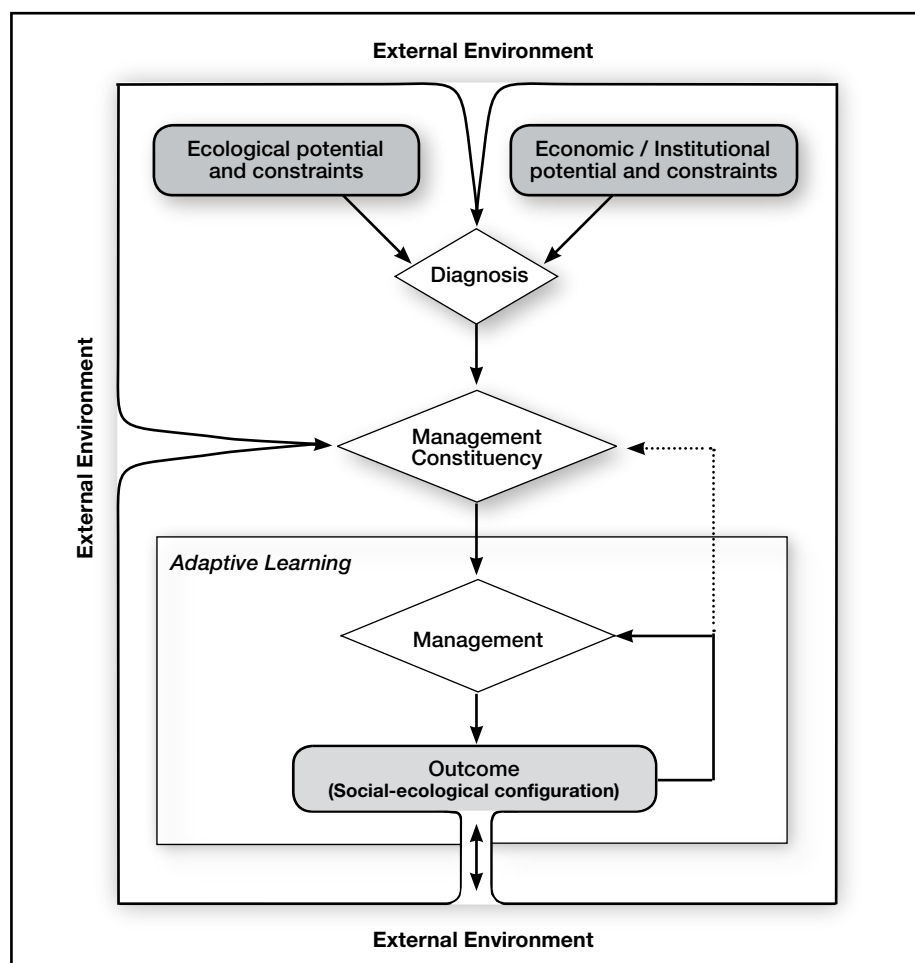 External Environment
Ecological potential
and constraints
Economic / Institutional
potential and constraints
Diagnosis
External Environment
Management
Constituency
Adaptive Learning
Management
Outcome
(Social-ecological configuration)
External Environment